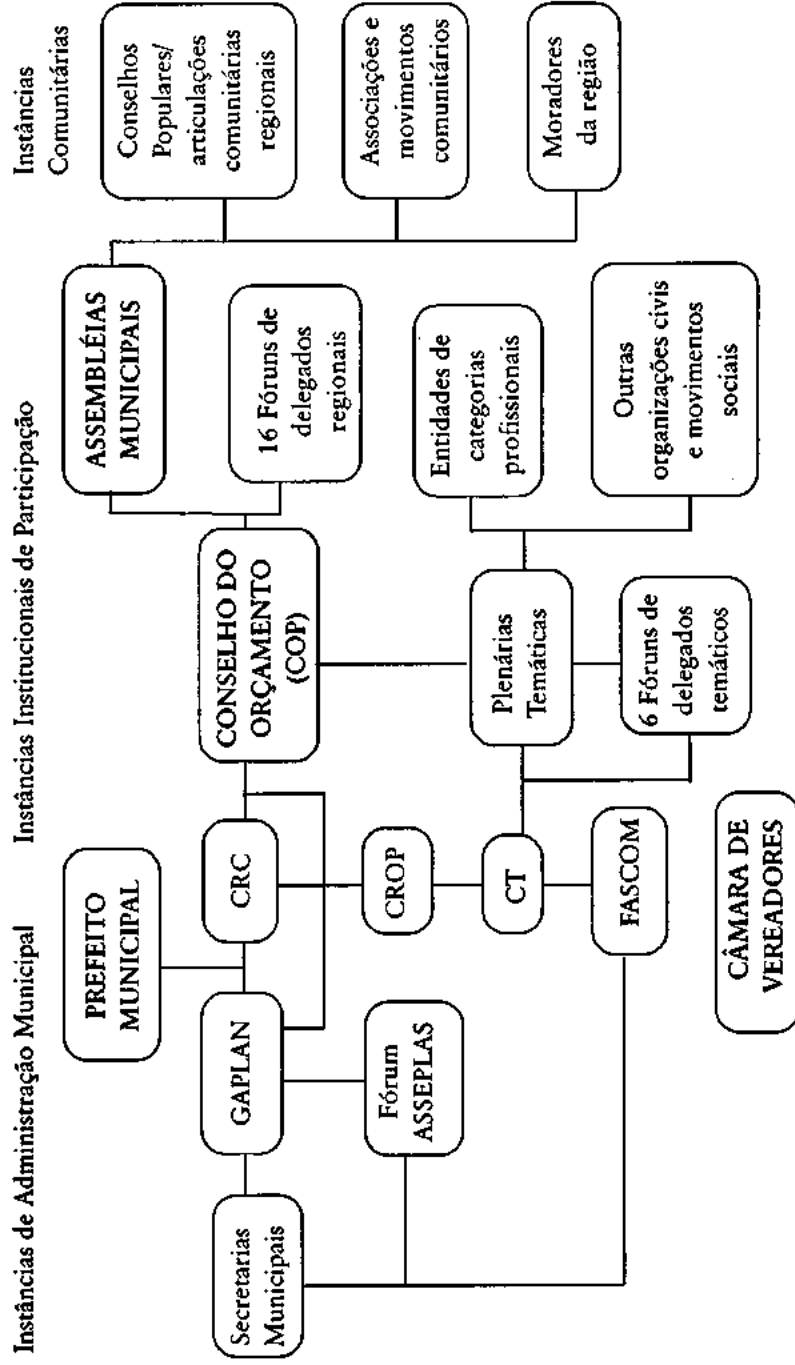 Instâncias de Administração Municipal
Instâncias Institucionais de Participação
Instâncias
Comunitárias
PREFEITO
MUNICIPAL
Secretarias
Municipais
GAPLAN
Fórum
ASSEPLAS
CRC
CROP
CT
FASCOM
CÂMARA DE
VEREADORES
CONSELHO DO
ORÇAMENTO
(COP)
Plenárias
Temáticas
6 Fóruns de
delegados
temáticos
ASSEMBLÉIAS
MUNICIPAIS
16 Fóruns de
delegados
regionais
Entidades de
categorias
profissionais
Outras
organizações civis
e movimentos
sociais
Conselhos
Populares/
articulações
comunitárias
regionais
Associações e
movimentos
comunitários
Moradores
da região